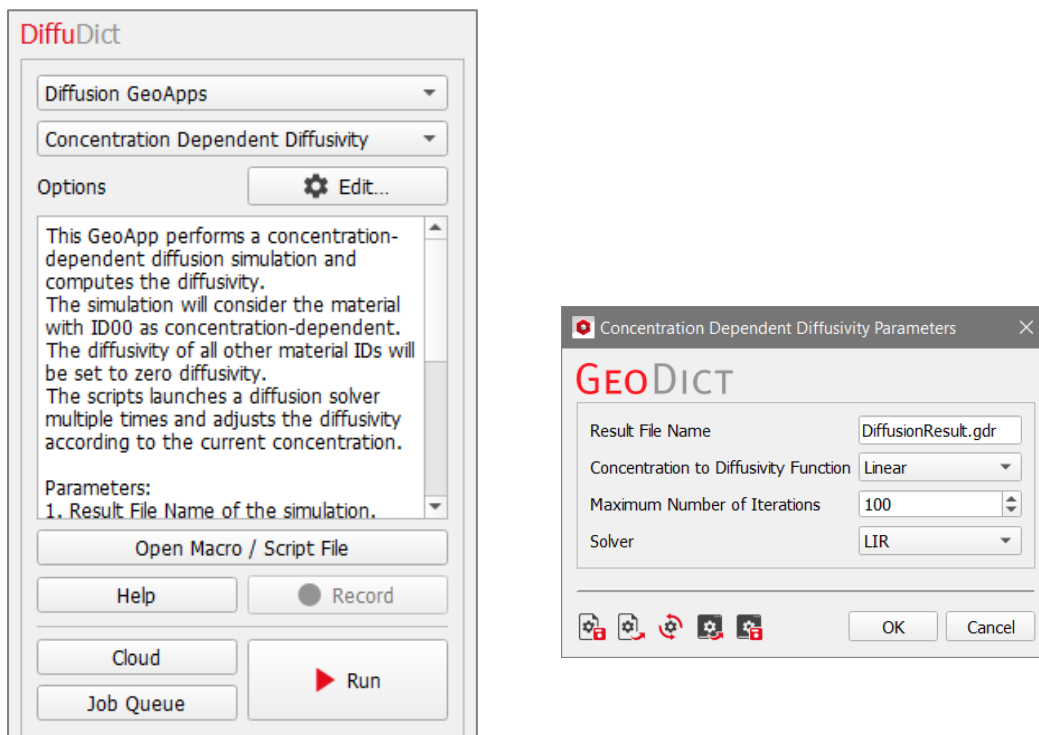 DiffuDict
Diffusion GeoApps
Concentration Dependent Diffusivity
Options
Edit...
This GeoApp performs a concentration-
dependent diffusion simulation and
computes the diffusivity.
The simulation will consider the material
with ID00 as concentration-dependent.
The diffusivity of all other material IDs will
be set to zero diffusivity.
The scripts launches a diffusion solver
multiple times and adjusts the diffusivity
according to the current concentration.
Parameters:
1. Result File Name of the simulation.
Open Macro / Script File
Help
Record
Cloud
Job Queue
Run
Concentration Dependent Diffusivity Parameters
GEODICT
Result File Name DiffusionResult.gdr
Concentration to Diffusivity Function Linear
Maximum Number of Iterations 100
Solver LIR
OK
Cancel